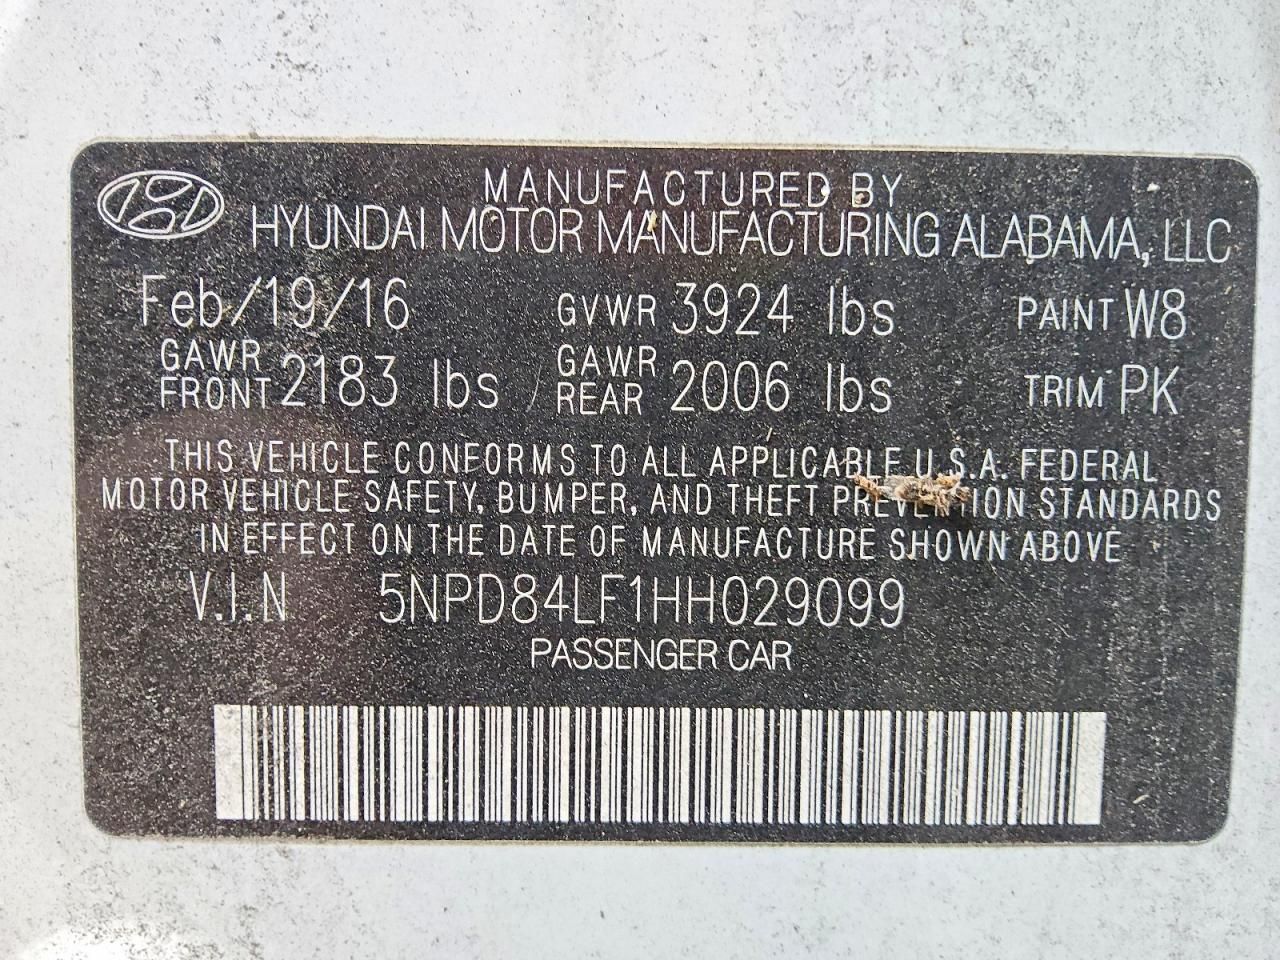 MANUFACTURED BY
HYUNDAI MOTOR MANUFACTURING ALABAMA, LLC
Feb/19/16 GVWR 3924 lbs PAINT W8
GAWR FRONT 2183 lbs GAWR REAR 2006 lbs TRIM PK
THIS VEHICLE CONFORMS TO ALL APPLICABLE U.S.A. FEDERAL
MOTOR VEHICLE SAFETY, BUMPER, AND THEFT PREVENTION STANDARDS
IN EFFECT ON THE DATE OF MANUFACTURE SHOWN ABOVE
V.I.N 5NPD84LF1HH029099
PASSENGER CAR